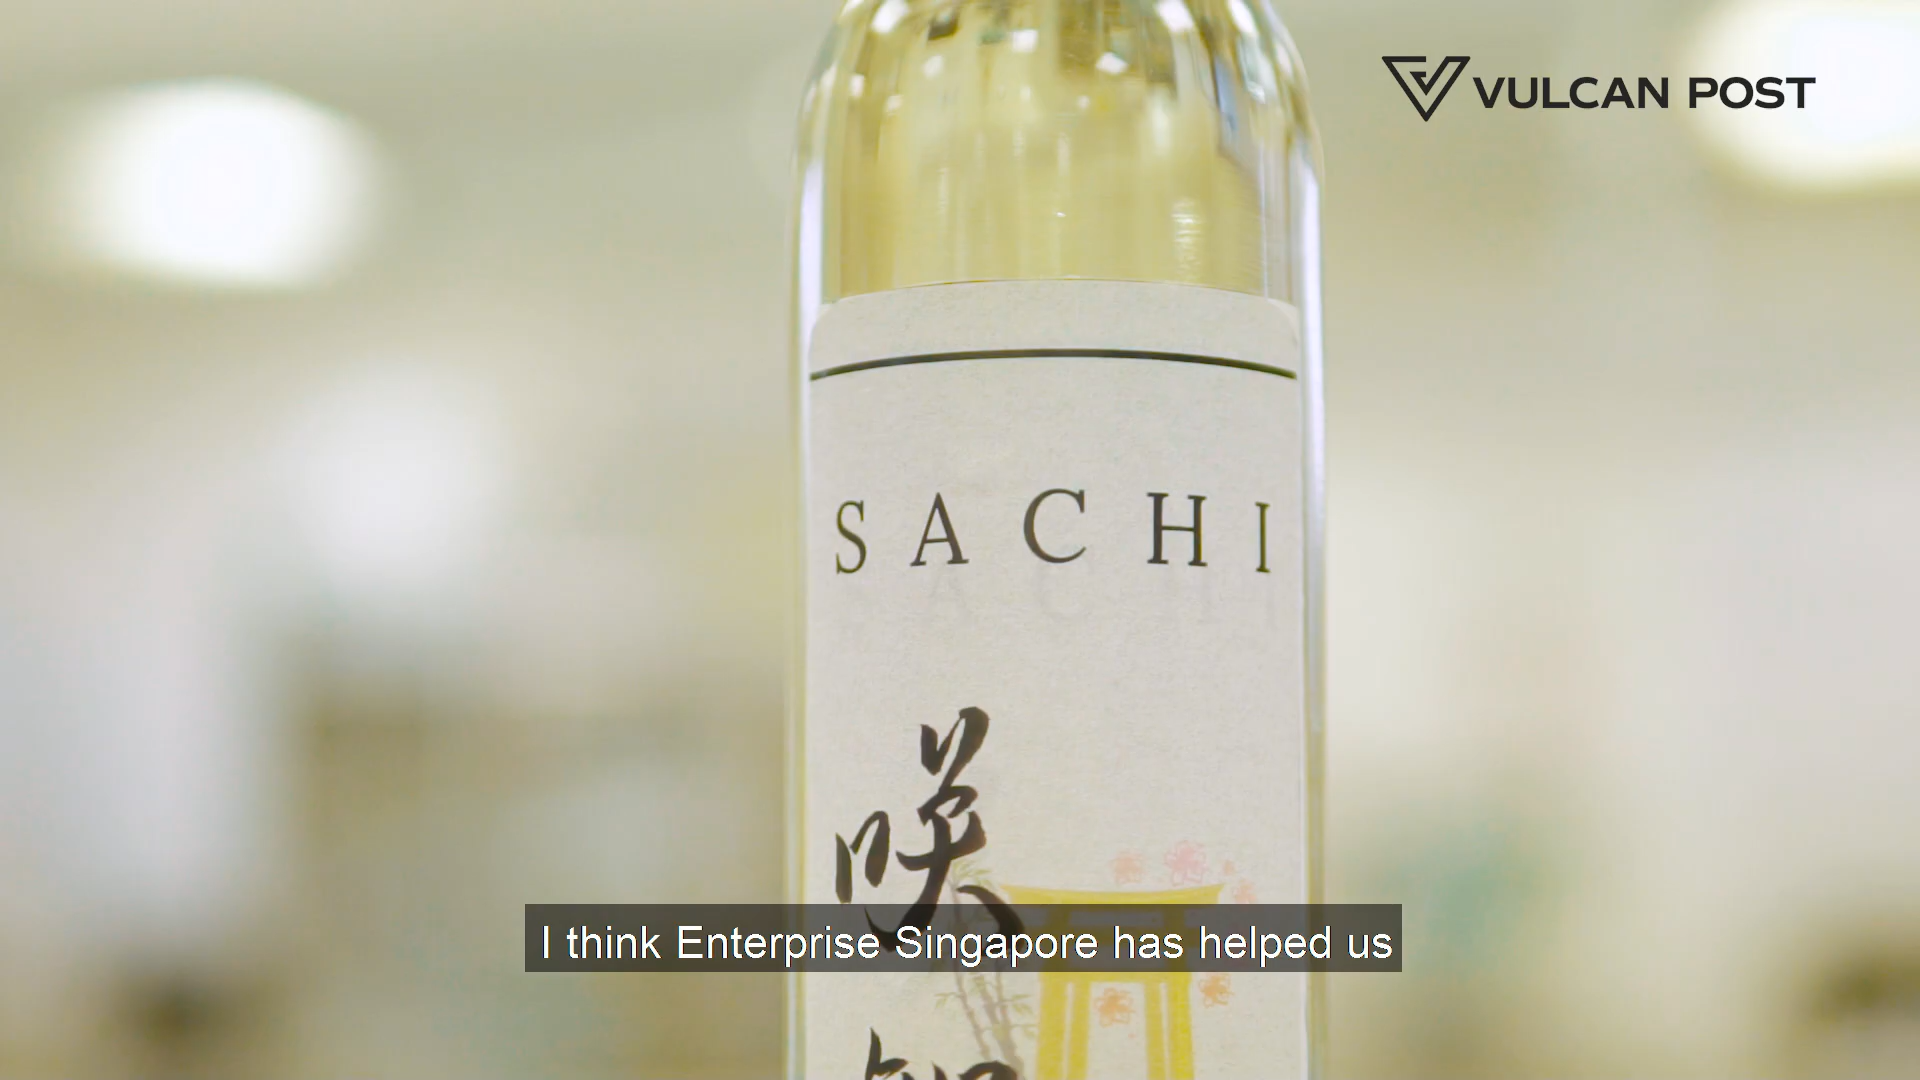 VULCAN POST
SACHI
咲
I think Enterprise Singapore has helped us